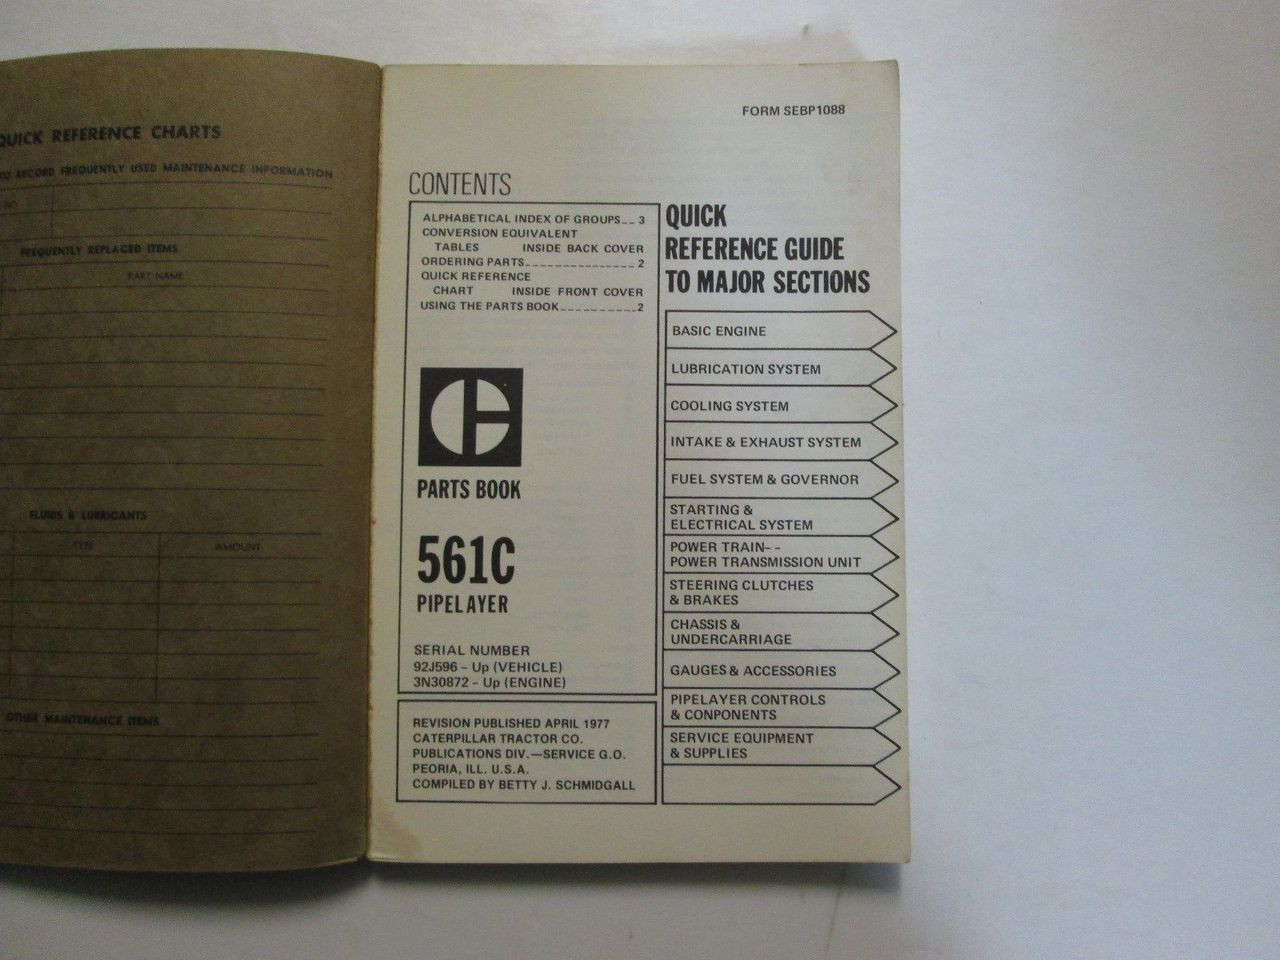 QUICK REFERENCE CHARTS
TO RECORD FREQUENTLY USED MAINTENANCE INFORMATION
NO
FREQUENTLY REPLACED ITEMS
PART NAME
FLUIDS & LUBRICANTS
TYPE
AMOUNT
OTHER MAINTENANCE ITEMS
FORM SEBP1088
CONTENTS
ALPHABETICAL INDEX OF GROUPS__ 3
CONVERSION EQUIVALENT
TABLES INSIDE BACK COVER
ORDERING PARTS______________ 2
QUICK REFERENCE
CHART INSIDE FRONT COVER
USING THE PARTS BOOK__________2
PARTS BOOK
561C
PIPELAYER
SERIAL NUMBER
92J596 - Up (VEHICLE)
3N30872 - Up (ENGINE)
REVISION PUBLISHED APRIL 1977
CATERPILLAR TRACTOR CO.
PUBLICATIONS DIV.—SERVICE G.O.
PEORIA, ILL. U.S.A.
COMPILED BY BETTY J. SCHMIDGALL
QUICK
REFERENCE GUIDE
TO MAJOR SECTIONS
BASIC ENGINE
LUBRICATION SYSTEM
COOLING SYSTEM
INTAKE & EXHAUST SYSTEM
FUEL SYSTEM & GOVERNOR
STARTING &
ELECTRICAL SYSTEM
POWER TRAIN- -
POWER TRANSMISSION UNIT
STEERING CLUTCHES
& BRAKES
CHASSIS &
UNDERCARRIAGE
GAUGES & ACCESSORIES
PIPELAYER CONTROLS
& CONPONENTS
SERVICE EQUIPMENT
& SUPPLIES